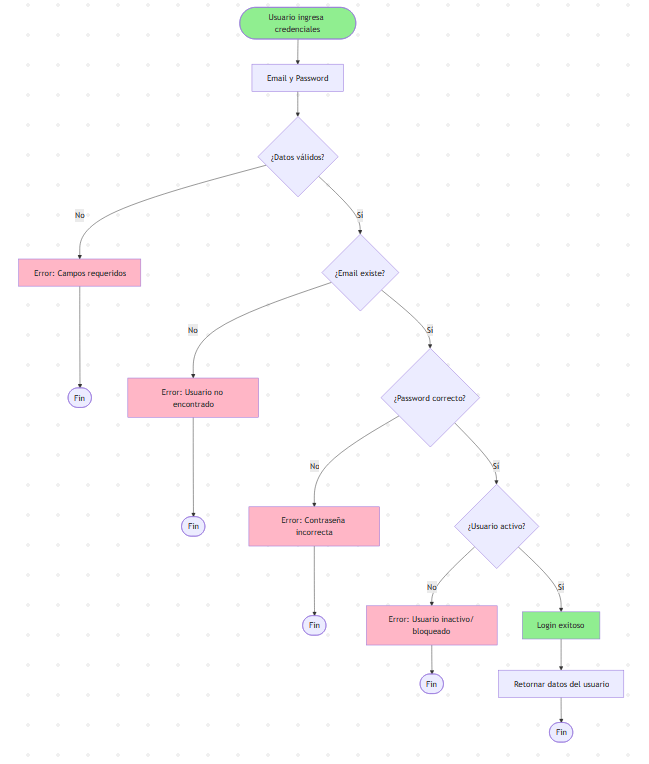 Usuario ingresa
credenciales
Email y Password
¿Datos válidos?
No
Sí
Error: Campos requeridos
¿Email existe?
No
Sí
Fin
Error: Usuario no
encontrado
¿Password correcto?
No
Sí
Fin
Error: Contraseña
incorrecta
¿Usuario activo?
No
Sí
Fin
Error: Usuario inactivo/
bloqueado
Login exitoso
Fin
Retornar datos del usuario
Fin